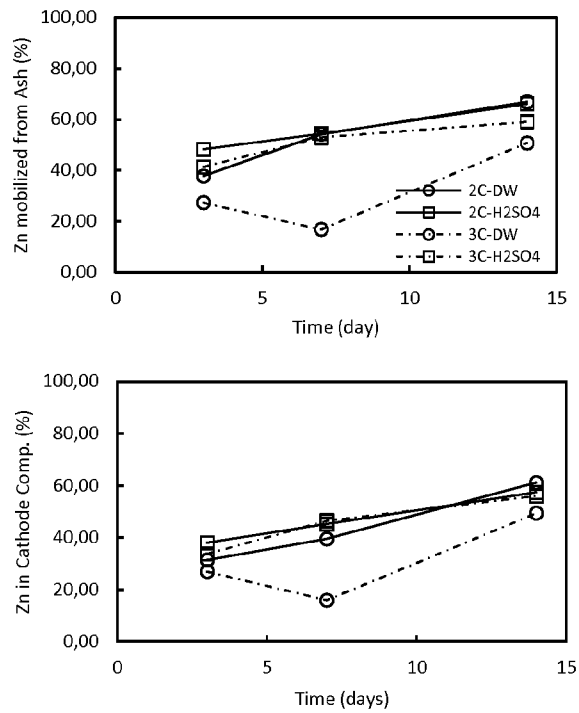 Zn mobilized from Ash (%)
100,00
80,00
60,00
40,00
20,00
0,00
2C-DW
2C-H2SO4
3C-DW
3C-H2SO4
0
5
10
15
Time (day)
Zn in Cathode Comp. (%)
100,00
80,00
60,00
40,00
20,00
0,00
0
5
10
15
Time (days)